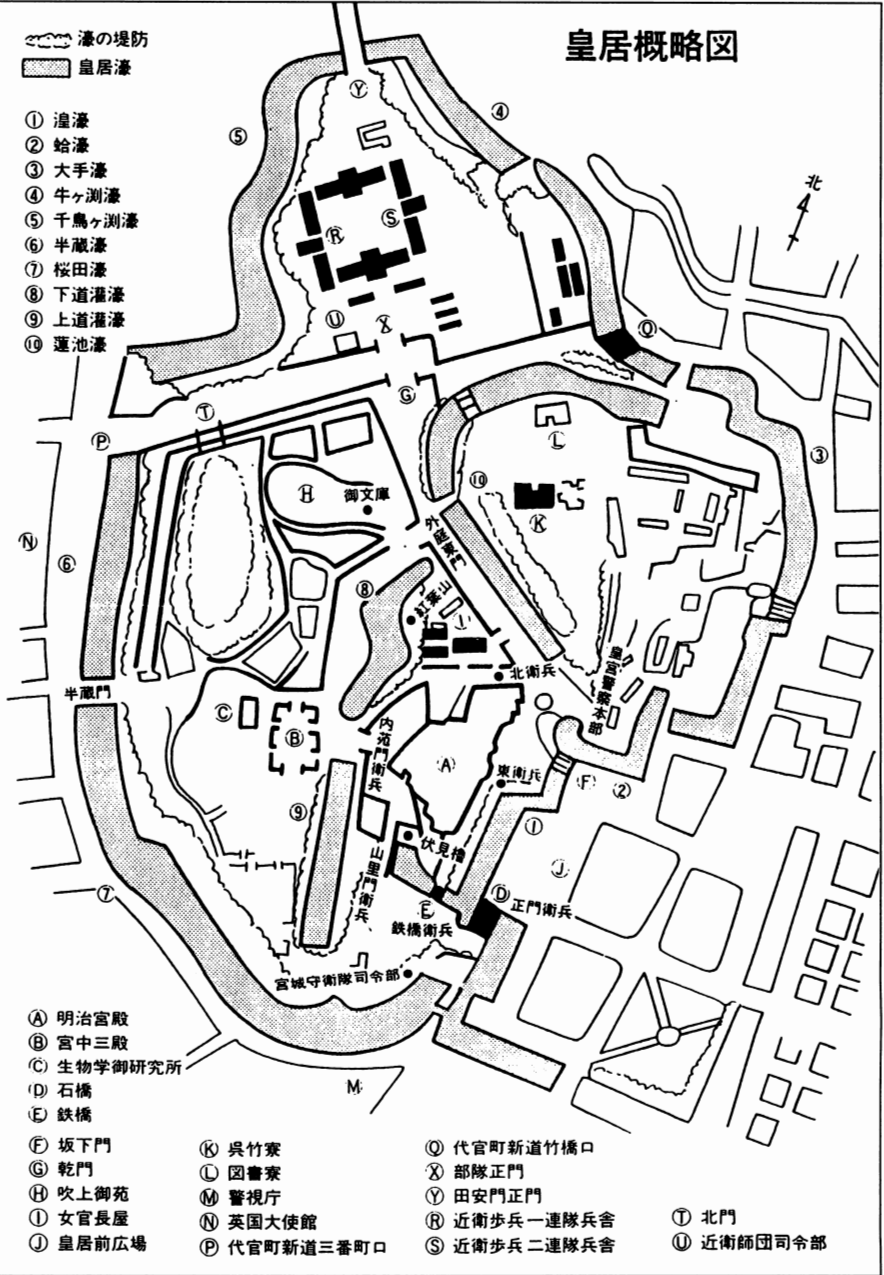 皇居概略図
濠の堤防
皇居濠
① 湟濠
② 蛤濠
③ 大手濠
④ 牛ヶ渕濠
⑤ 千鳥ヶ渕濠
⑥ 半蔵濠
⑦ 桜田濠
⑧ 下道灌濠
⑨ 上道灌濠
⑩ 蓮池濠
北
Ⓨ
④
⑤
Ⓡ
Ⓢ
Ⓤ
Ⓧ
Ⓠ
Ⓖ
Ⓣ
Ⓟ
Ⓛ
③
⑩
Ⓗ
御文庫
Ⓚ
外庭東門
Ⓝ
⑥
⑧
紅葉山
Ⓘ
北衛兵
皇宮警察本部
半蔵門
Ⓒ
Ⓑ
内苑門衛兵
Ⓐ
東衛兵
Ⓕ
②
⑨
①
伏見櫓
山里門衛兵
Ⓙ
⑦
Ⓓ
正門衛兵
Ⓔ
鉄橋衛兵
宮城守衛隊司令部
Ⓜ
Ⓐ 明治宮殿
Ⓑ 宮中三殿
Ⓒ 生物学御研究所
Ⓓ 石橋
Ⓔ 鉄橋
Ⓕ 坂下門
Ⓖ 乾門
Ⓗ 吹上御苑
Ⓘ 女官長屋
Ⓙ 皇居前広場
Ⓚ 呉竹寮
Ⓛ 図書寮
Ⓜ 警視庁
Ⓝ 英国大使館
Ⓟ 代官町新道三番町口
Ⓠ 代官町新道竹橋口
Ⓧ 部隊正門
Ⓨ 田安門正門
Ⓡ 近衛歩兵一連隊兵舎
Ⓢ 近衛歩兵二連隊兵舎
Ⓣ 北門
Ⓤ 近衛師団司令部